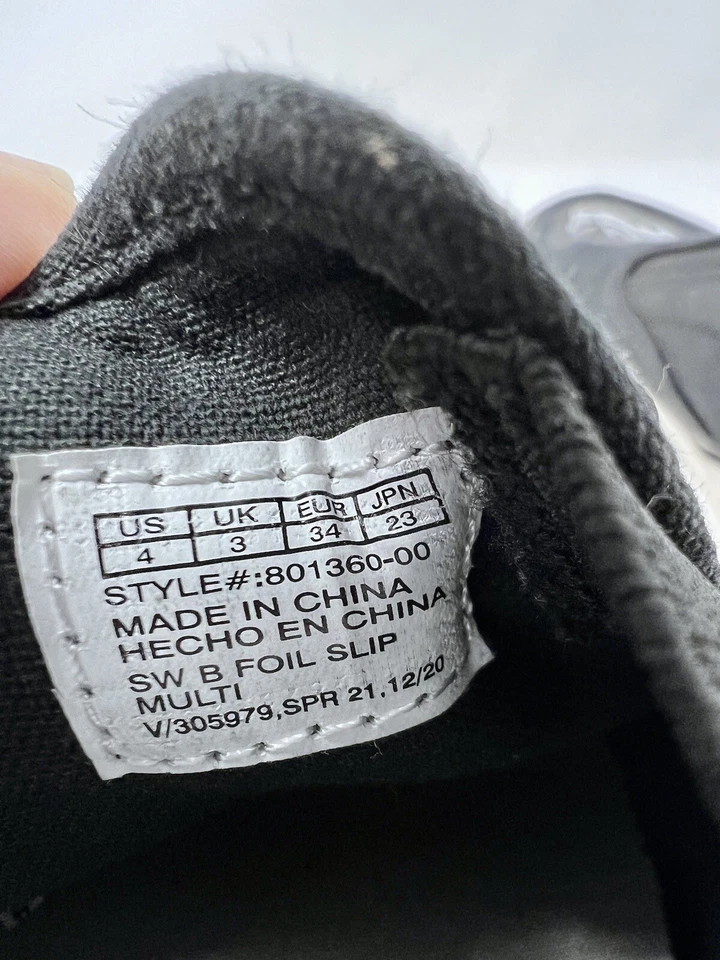 US UK EUR JPN
4 3 34 23
STYLE#:801360-00
MADE IN CHINA
HECHO EN CHINA
SW B FOIL SLIP
MULTI
V/305979,SPR 21,12/20